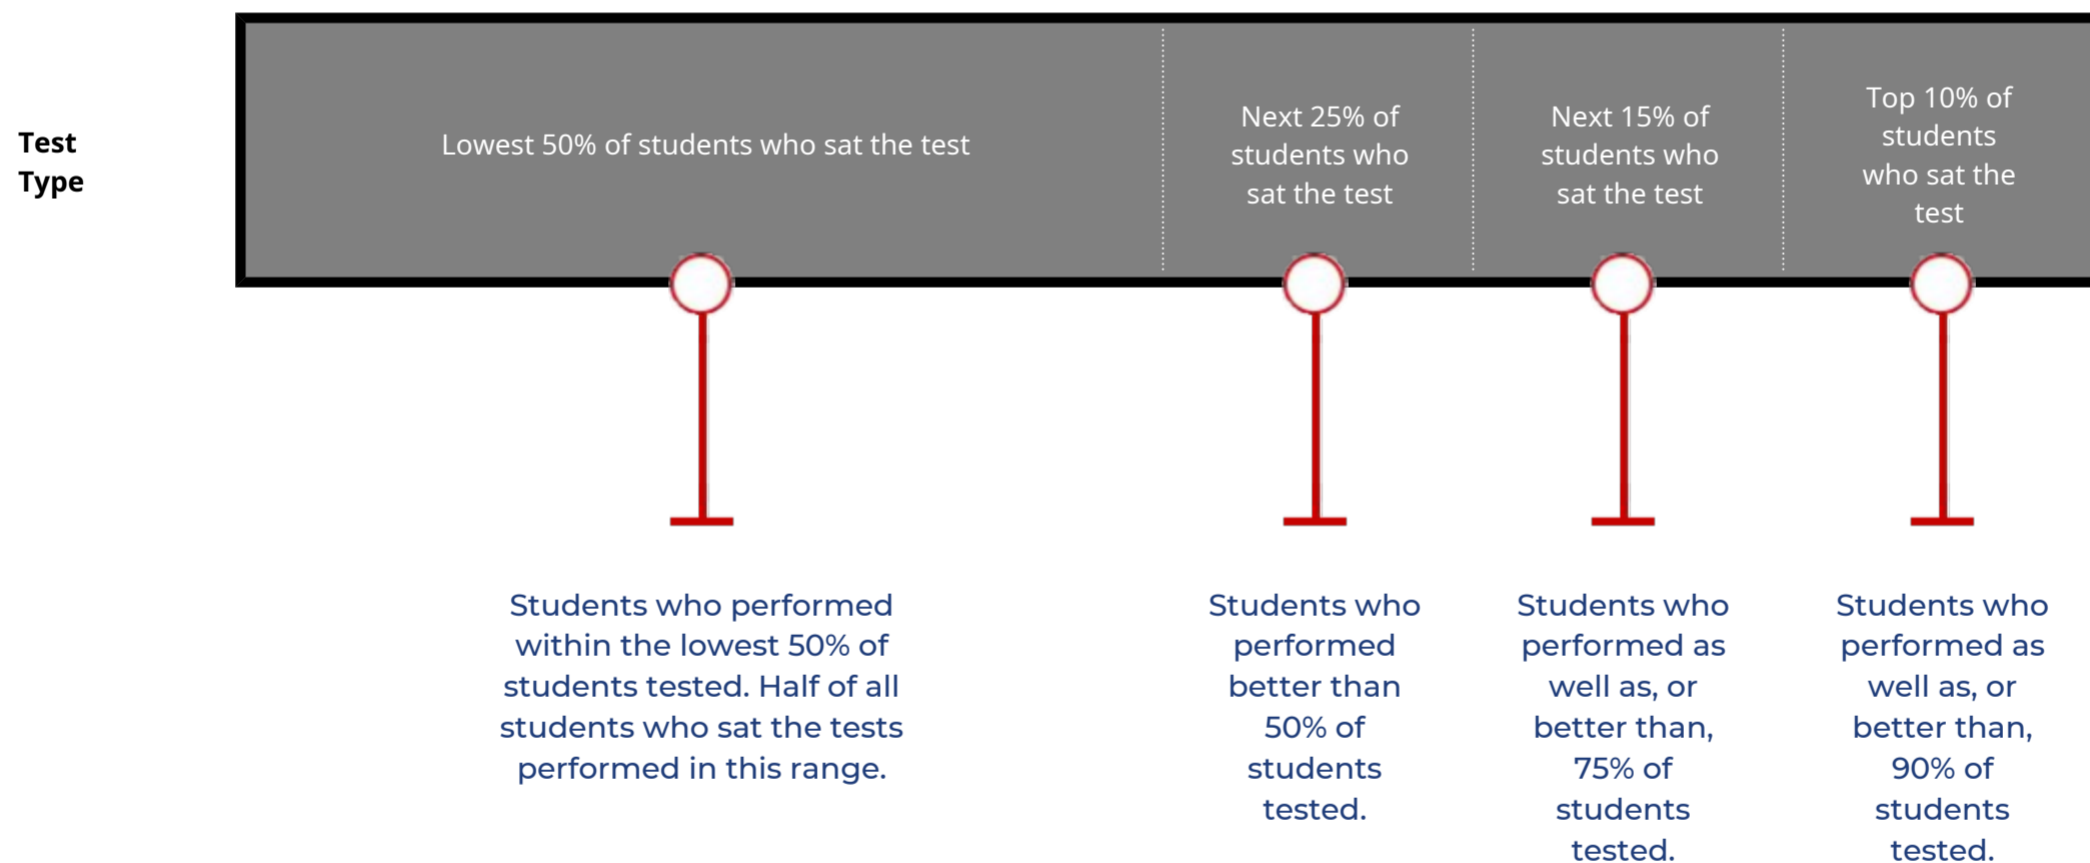 Test
Type
Lowest 50% of students who sat the test
Next 25% of
students who
sat the test
Next 15% of
students who
sat the test
Top 10% of
students
who sat the
test
Students who performed
within the lowest 50% of
students tested. Half of all
students who sat the tests
performed in this range.
Students who
performed
better than
50% of
students
tested.
Students who
performed as
well as, or
better than,
75% of
students
tested.
Students who
performed as
well as, or
better than,
90% of
students
tested.